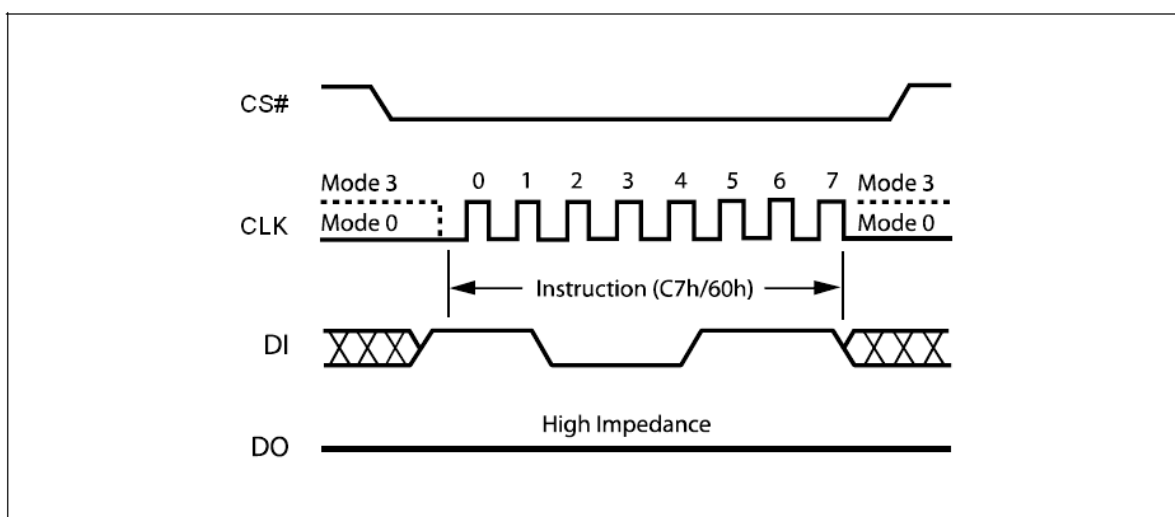 CS#
Mode 3 0 1 2 3 4 5 6 7 Mode 3
CLK Mode 0 Mode 0
Instruction (C7h/60h)
DI
High Impedance
DO